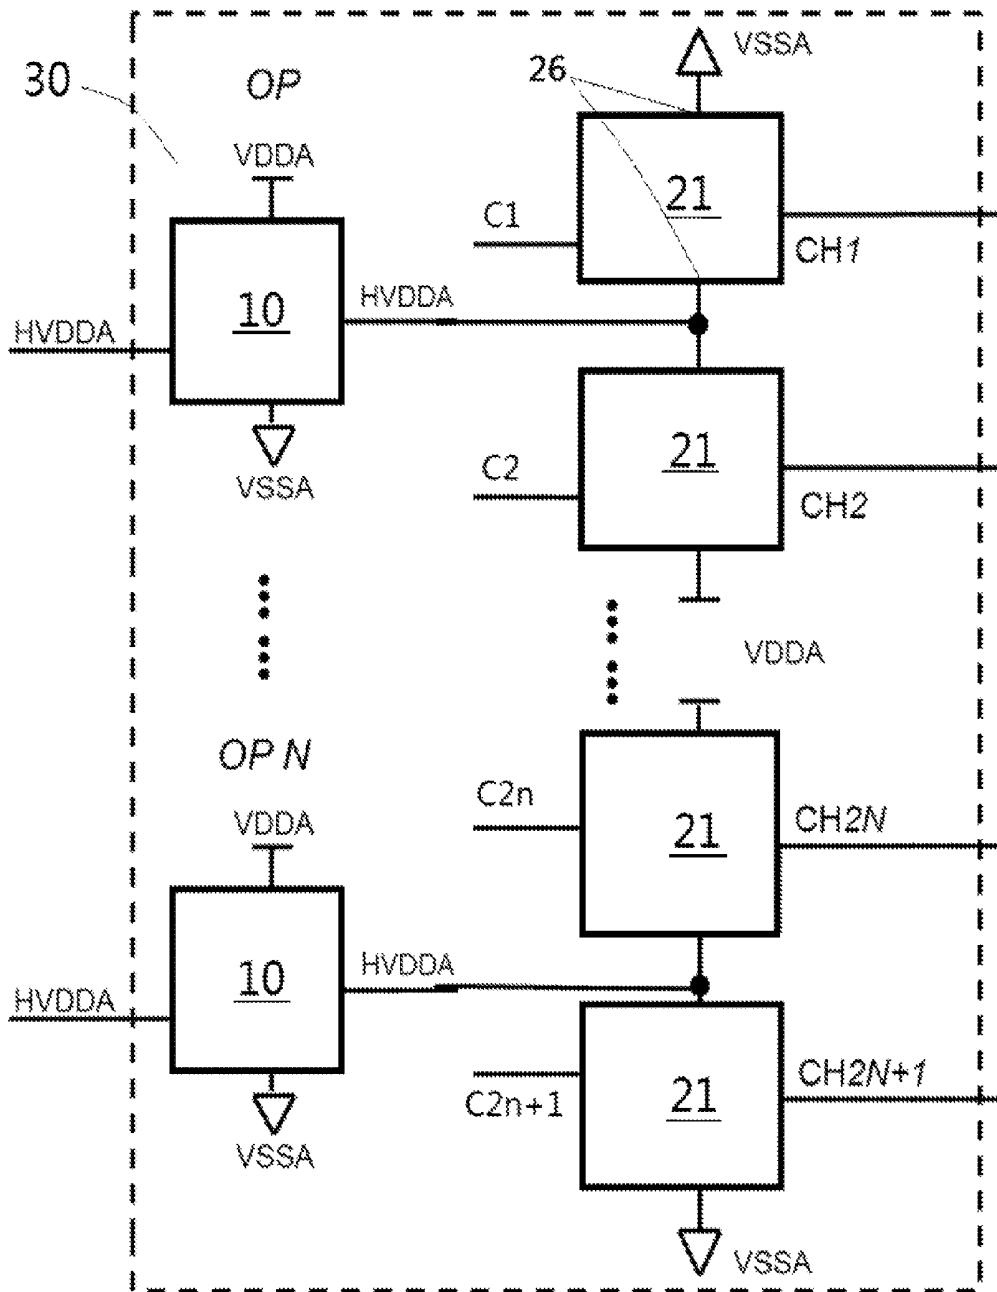 VSSA
30
OP
26
VDDA
21
C1
CH1
10
HVDDA
HVDDA
21
C2
VSSA
CH2
VDDA
OP N
C2n
CH2N
VDDA
21
HVDDA
10
HVDDA
CH2N+1
C2n+1
21
VSSA
VSSA